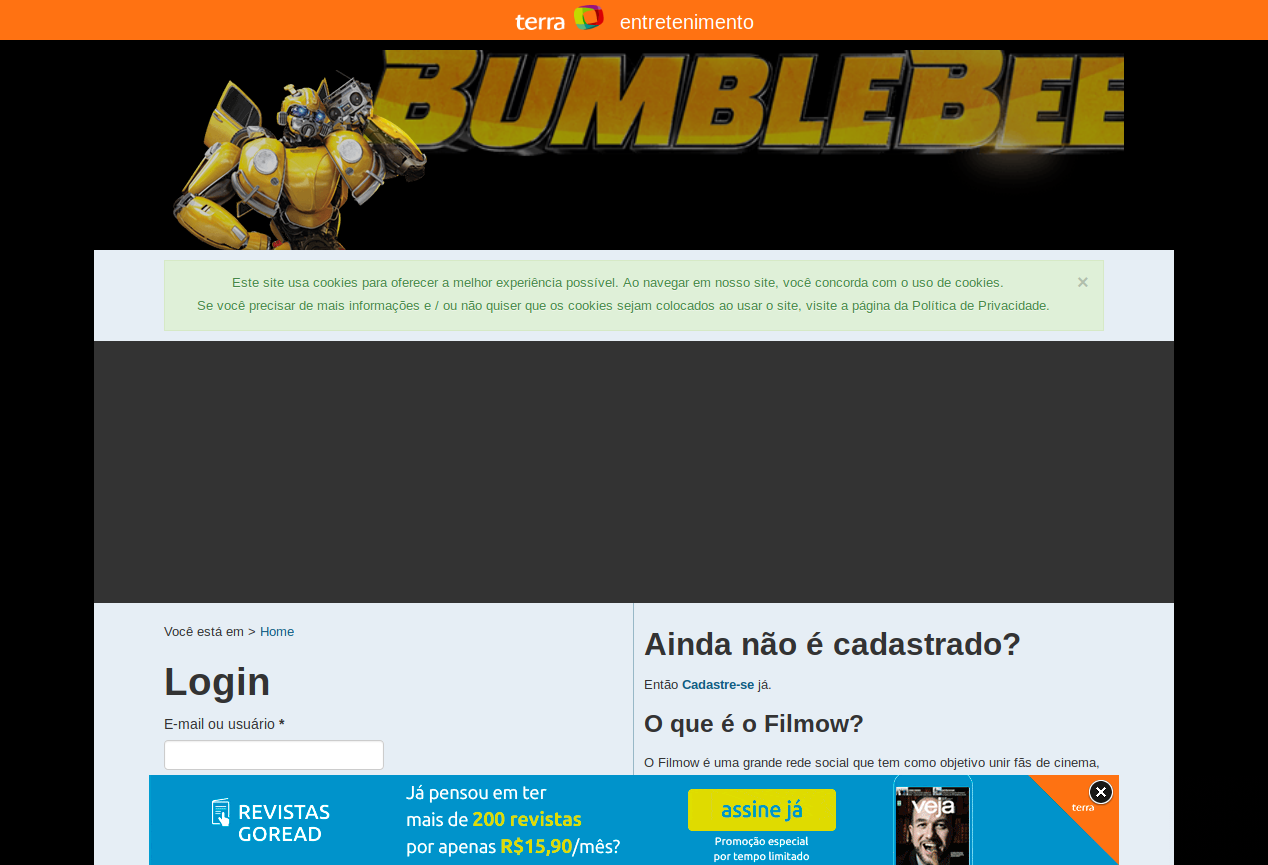 terra entretenimento
BUMBLEBEE
Este site usa cookies para oferecer a melhor experiência possível. Ao navegar em nosso site, você concorda com o uso de cookies. ×
Se você precisar de mais informações e / ou não quiser que os cookies sejam colocados ao usar o site, visite a página da Política de Privacidade.
Você está em > Home
Login
E-mail ou usuário *
Ainda não é cadastrado?
Então Cadastre-se já.
O que é o Filmow?
O Filmow é uma grande rede social que tem como objetivo unir fãs de cinema,
REVISTAS
GOREAD
Já pensou em ter
mais de 200 revistas
por apenas R$15,90/mês?
assine já
Promoção especial
por tempo limitado
veja
terra